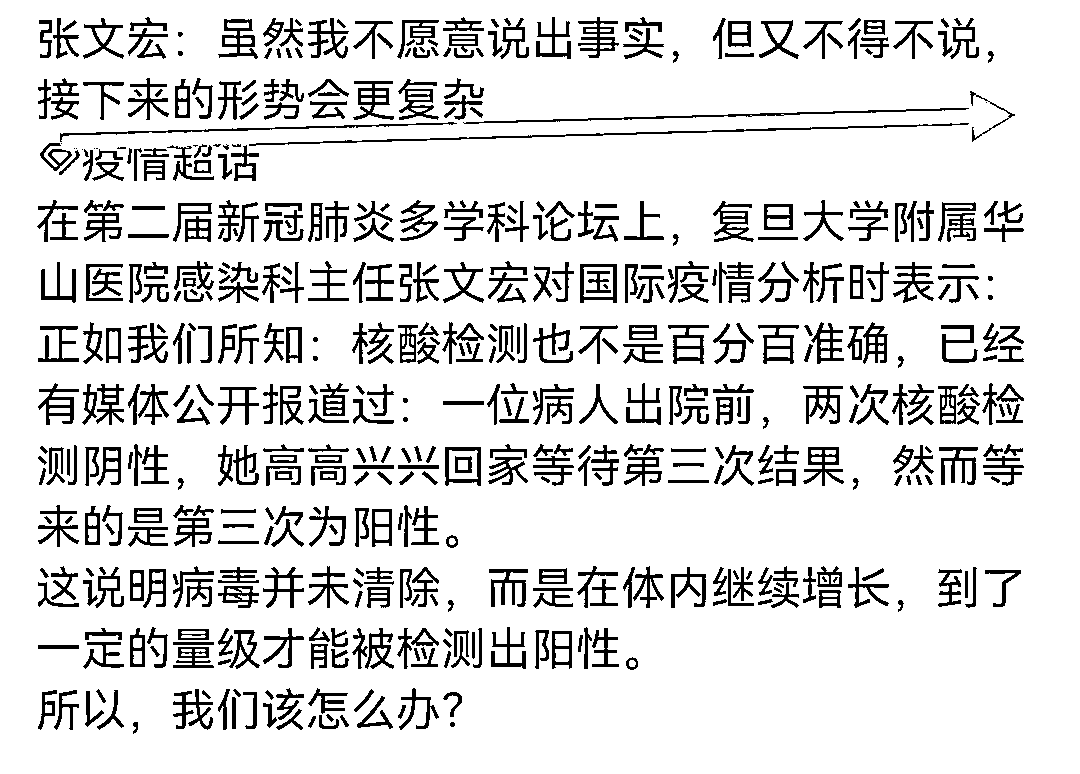 张文宏：虽然我不愿意说出事实，但又不得不说，
接下来的形势会更复杂
疫情超话
在第二届新冠肺炎多学科论坛上，复旦大学附属华
山医院感染科主任张文宏对国际疫情分析时表示：
正如我们所知：核酸检测也不是百分百准确，已经
有媒体公开报道过：一位病人出院前，两次核酸检
测阴性，她高高兴兴回家等待第三次结果，然而等
来的是第三次为阳性。
这说明病毒并未清除，而是在体内继续增长，到了
一定的量级才能被检测出阳性。
所以，我们该怎么办？